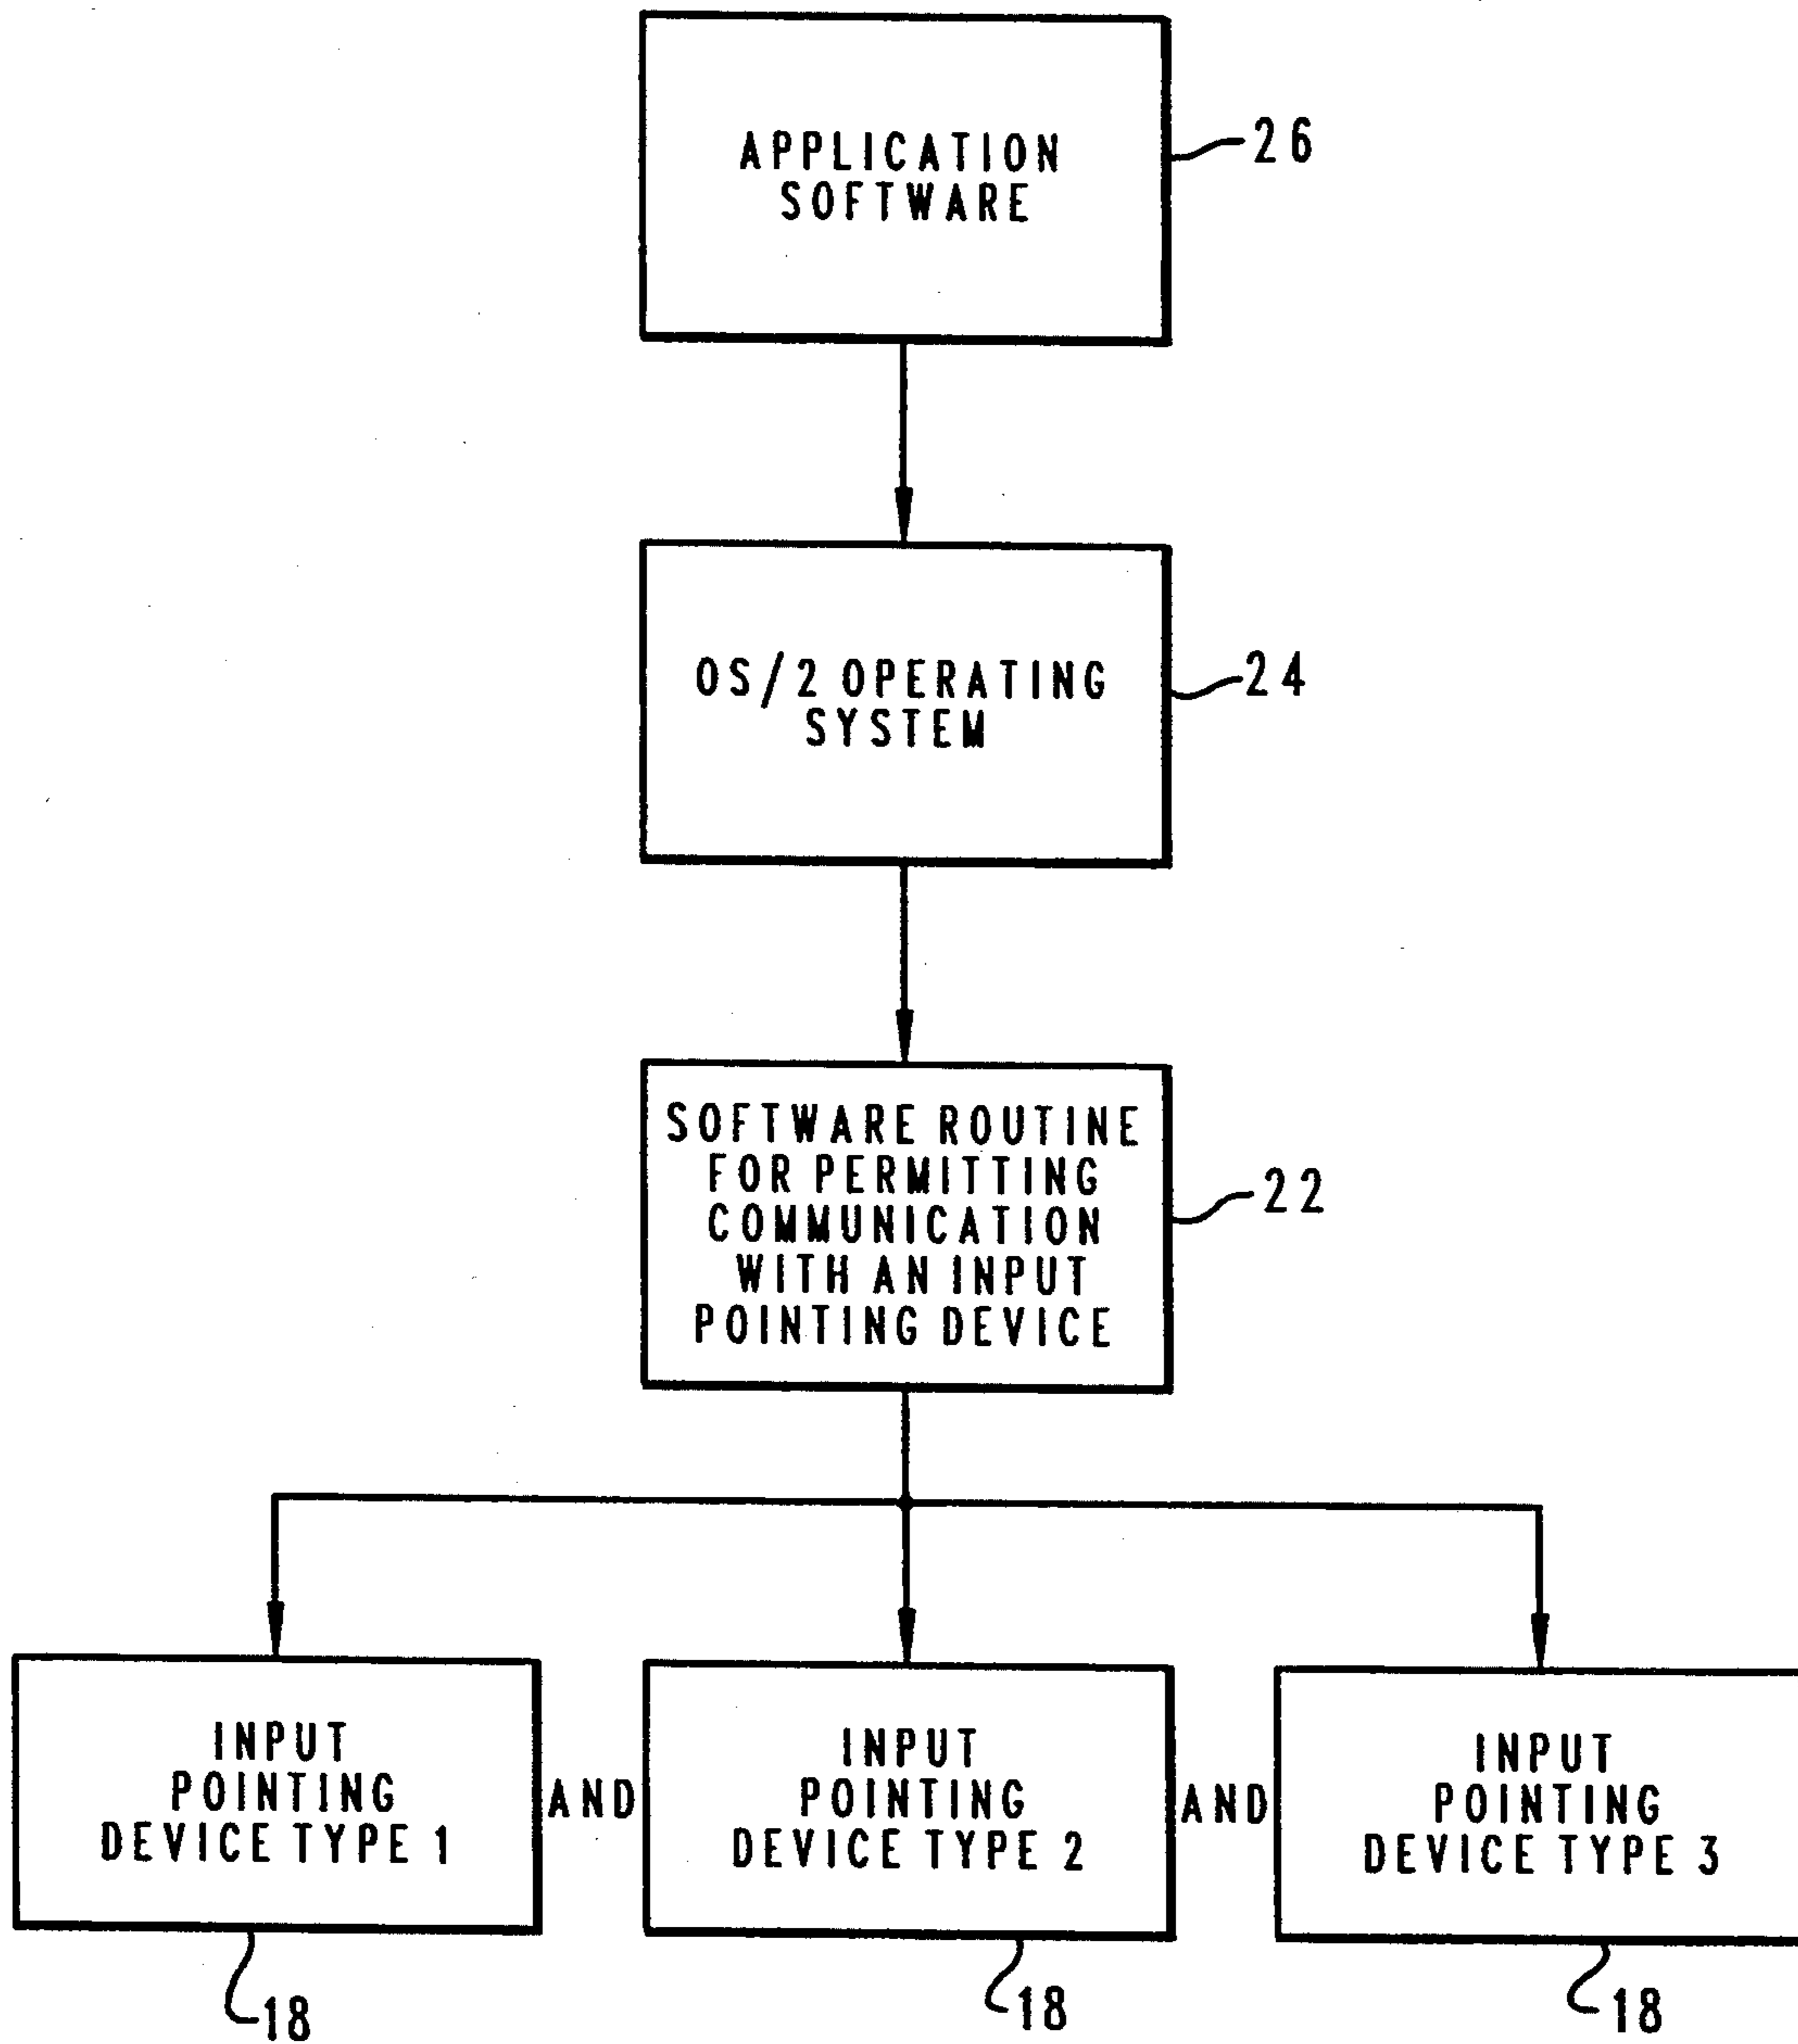 APPLICATION
SOFTWARE
26
OS/2 OPERATING
SYSTEM
24
SOFTWARE ROUTINE
FOR PERMITTING
COMMUNICATION
WITH AN INPUT
POINTING DEVICE
22
INPUT
POINTING
DEVICE TYPE 1
AND
INPUT
POINTING
DEVICE TYPE 2
AND
INPUT
POINTING
DEVICE TYPE 3
18
18
18